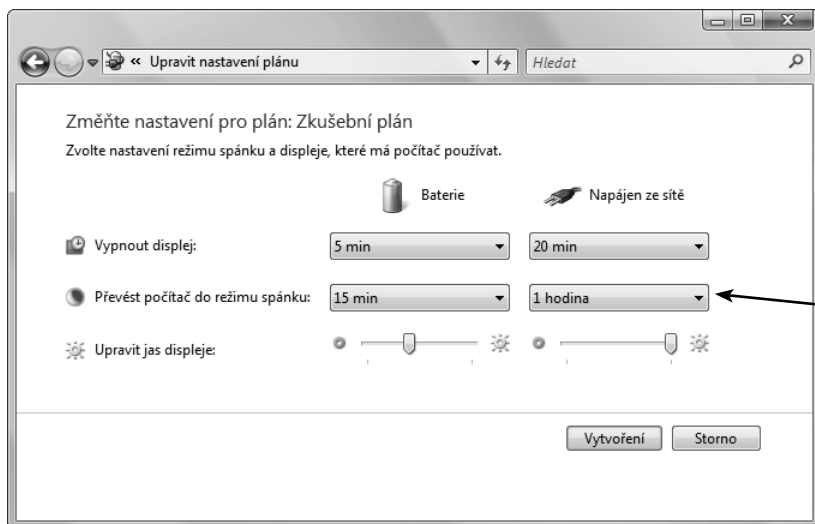 « Upravit nastavení plánu
Hledat
Změňte nastavení pro plán: Zkušební plán
Zvolte nastavení režimu spánku a displeje, které má počítač používat.
Baterie Napájen ze sítě
Vypnout displej: 5 min 20 min
Převést počítač do režimu spánku: 15 min 1 hodina
Upravit jas displeje:
Vytvoření Storno